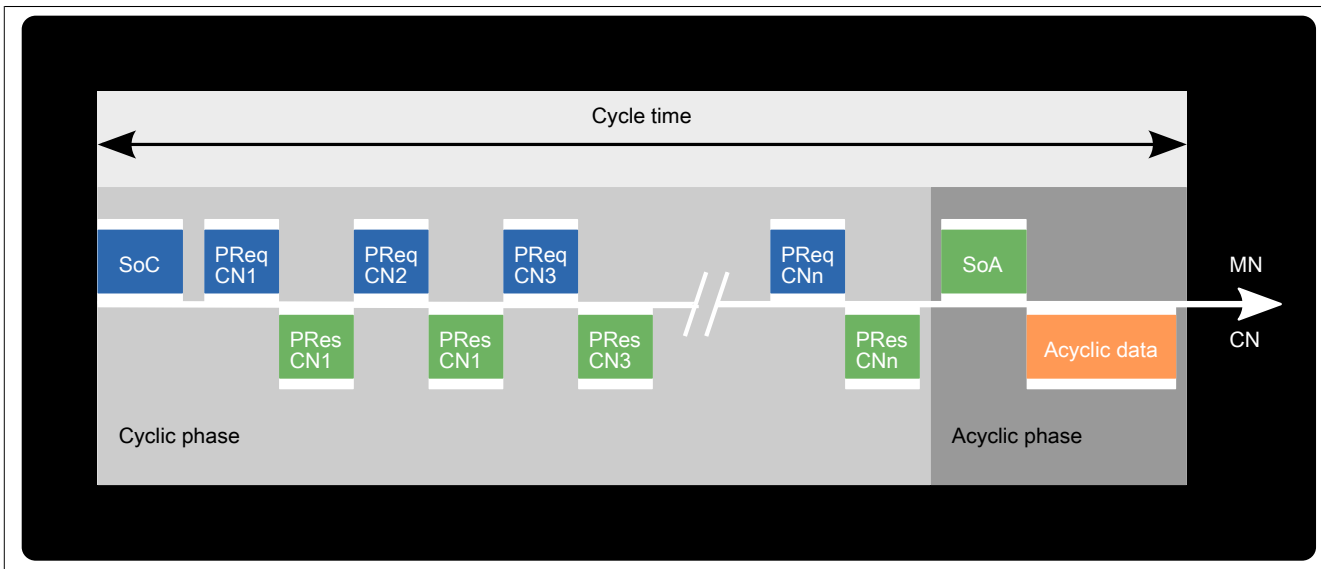 Cycle time
SoC
PReq
CN1
PReq
CN2
PReq
CN3
PReq
CNn
SoA
MN
PRes
CN1
PRes
CN1
PRes
CN3
PRes
CNn
Acyclic data
CN
Cyclic phase
Acyclic phase